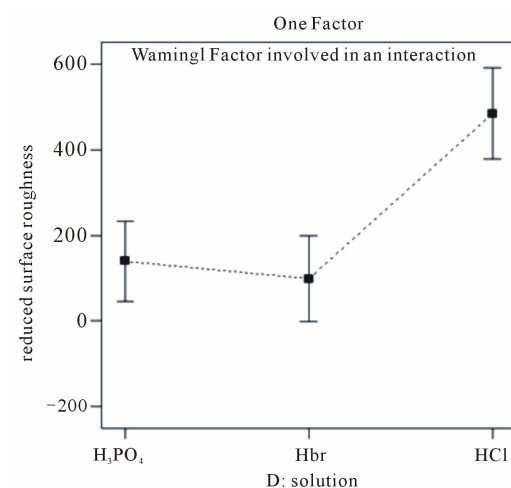 One Factor
Wamingl Factor involved in an interaction
600
400
200
0
-200
reduced surface roughness
H₃PO₄
Hbr
HCl
D: solution